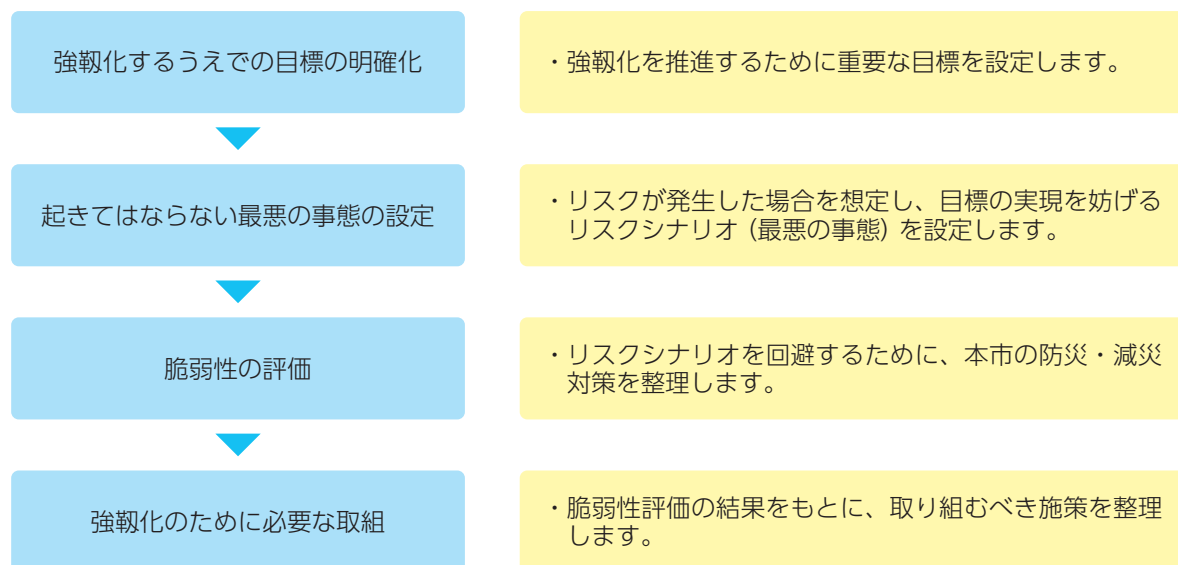 強靱化するうえでの目標の明確化
・強靱化を推進するために重要な目標を設定します。
起きてはならない最悪の事態の設定
・リスクが発生した場合を想定し、目標の実現を妨げる
リスクシナリオ（最悪の事態）を設定します。
脆弱性の評価
・リスクシナリオを回避するために、本市の防災・減災
対策を整理します。
強靱化のために必要な取組
・脆弱性評価の結果をもとに、取り組むべき施策を整理
します。